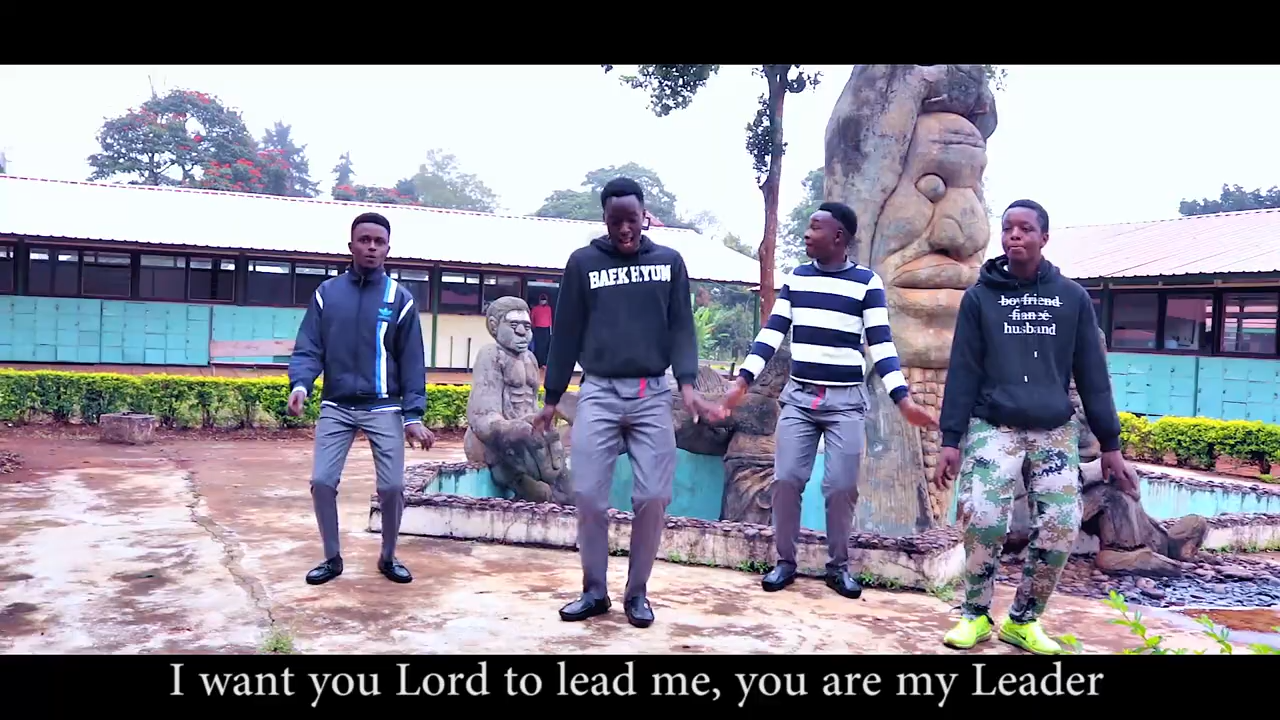 BAEKHYUN
boyfriend
fiancé
husband
I want you Lord to lead me, you are my Leader